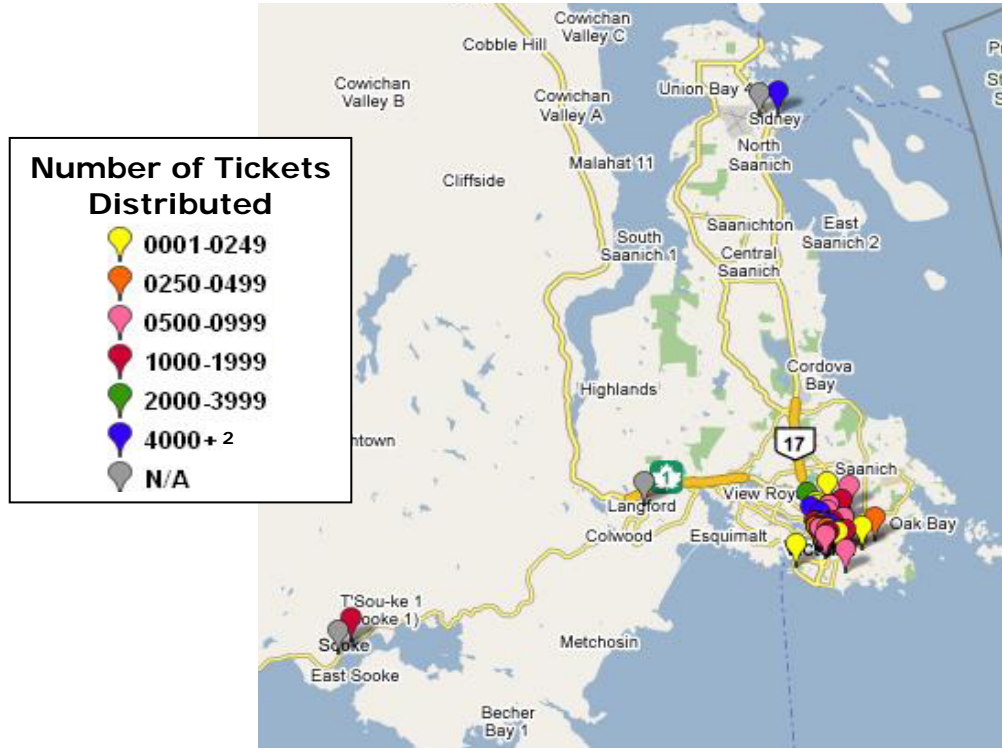 Number of Tickets
Distributed
0001-0249
0250-0499
0500-0999
1000-1999
2000-3999
4000+ 2
N/A
Cowichan
Valley C
Cobble Hill
Cowichan
Valley B
Union Bay 4
Cowichan
Valley A
Sidney
North
Saanich
Malahat 11
Cliffside
Saanichton
East
Saanich 2
South
Saanich 1
Central
Saanich
Cordova
Bay
Highlands
17
1
Saanich
View Roy
Langford
Oak Bay
Colwood
Esquimalt
T'Sou-ke 1
Sooke
East Sooke
Metchosin
Becher
Bay 1